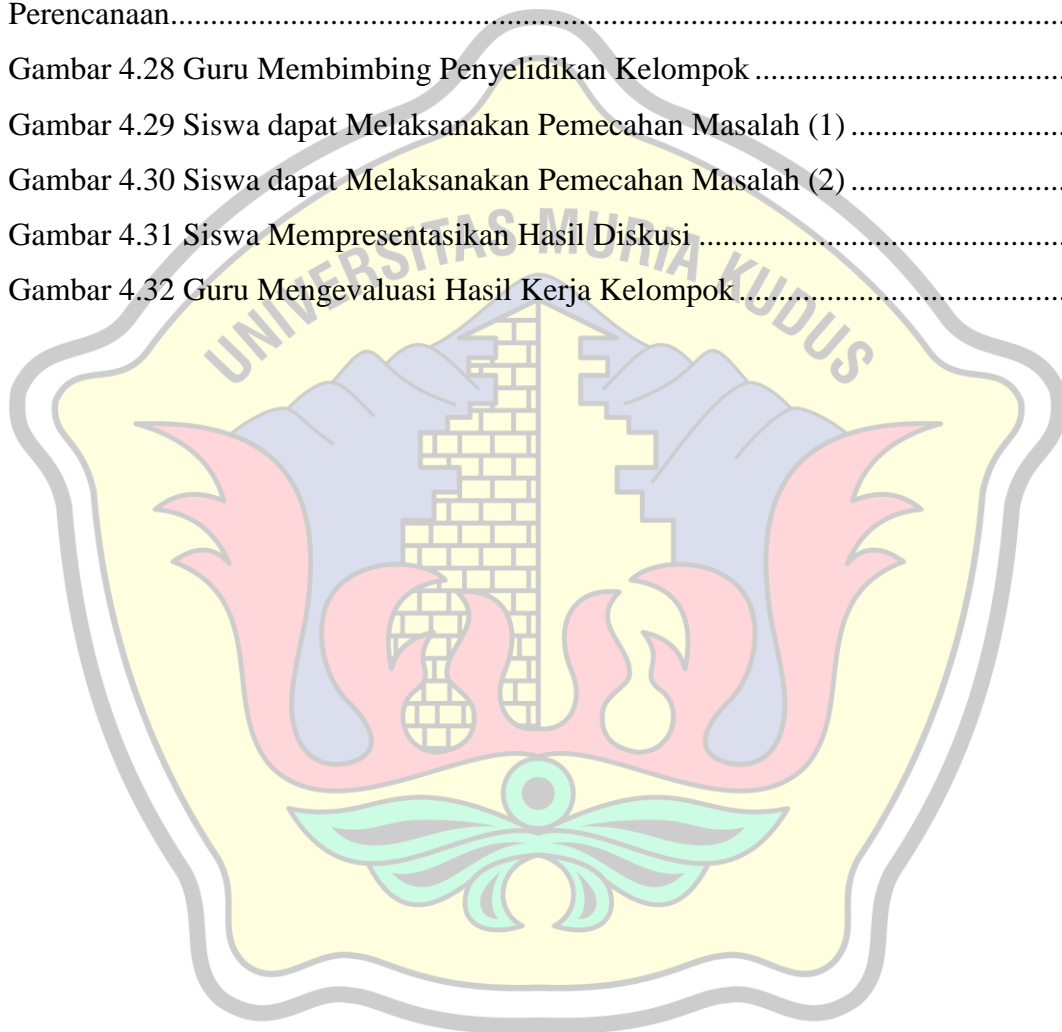 Perencanaan........................................................................................................
Gambar 4.28 Guru Membimbing Penyelidikan Kelompok.......................................
Gambar 4.29 Siswa dapat Melaksanakan Pemecahan Masalah (1)...........................
Gambar 4.30 Siswa dapat Melaksanakan Pemecahan Masalah (2)...........................
Gambar 4.31 Siswa Mempresentasikan Hasil Diskusi..............................................
Gambar 4.32 Guru Mengevaluasi Hasil Kerja Kelompok.........................................
UNIVERSITAS MURIA KUDUS